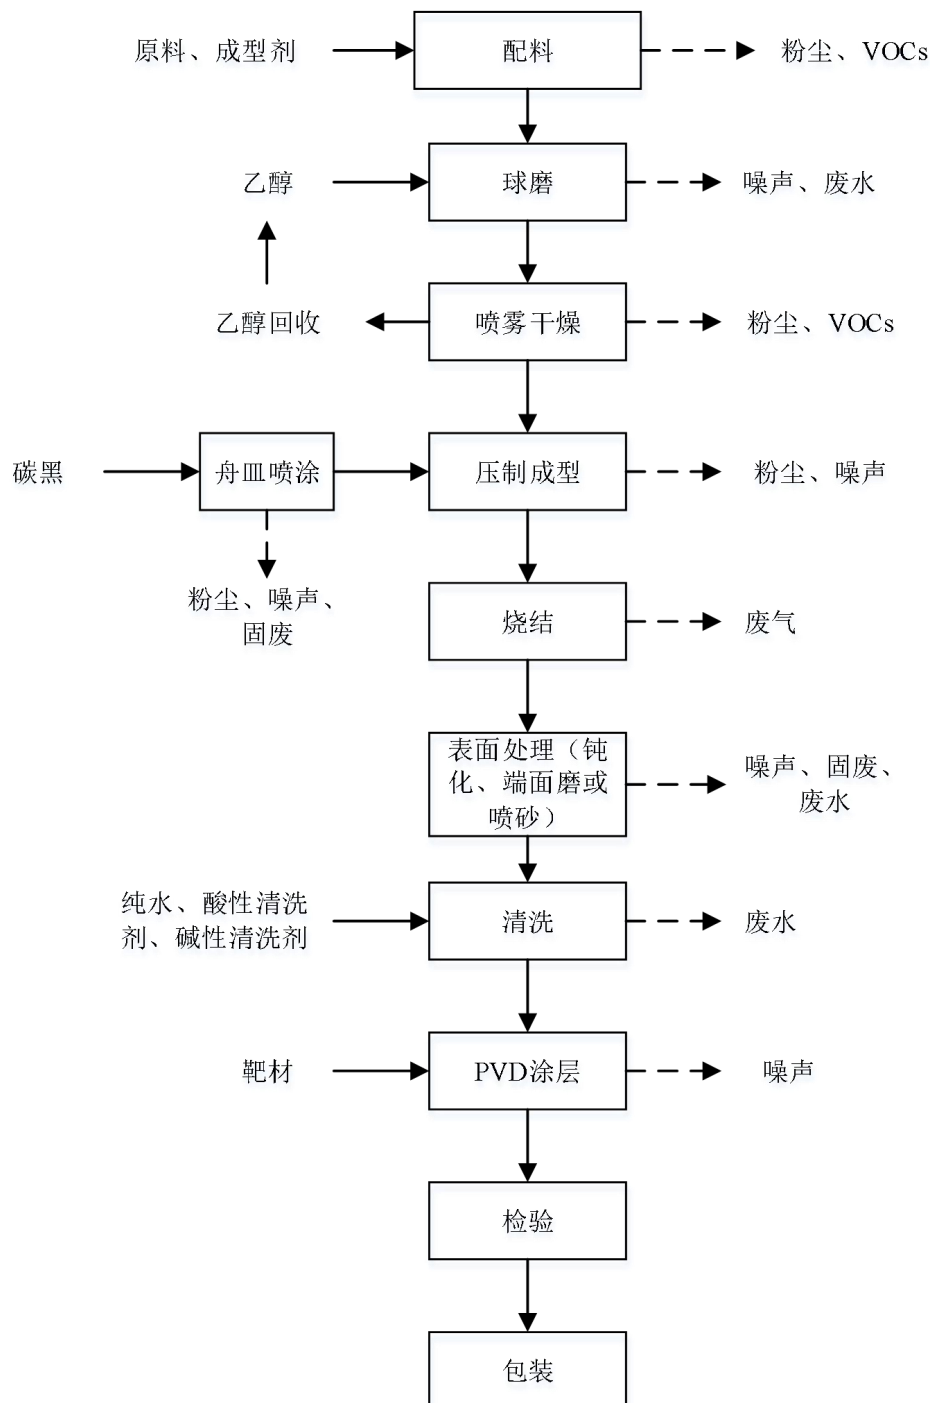 原料、成型剂
配料
粉尘、VOCs
乙醇
球磨
噪声、废水
乙醇回收
喷雾干燥
粉尘、VOCs
碳黑
舟皿喷涂
压制成型
粉尘、噪声
粉尘、噪声、
固废
烧结
废气
表面处理（钝
化、端面磨或
喷砂）
噪声、固废、
废水
纯水、酸性清洗
剂、碱性清洗剂
清洗
废水
靶材
PVD涂层
噪声
检验
包装